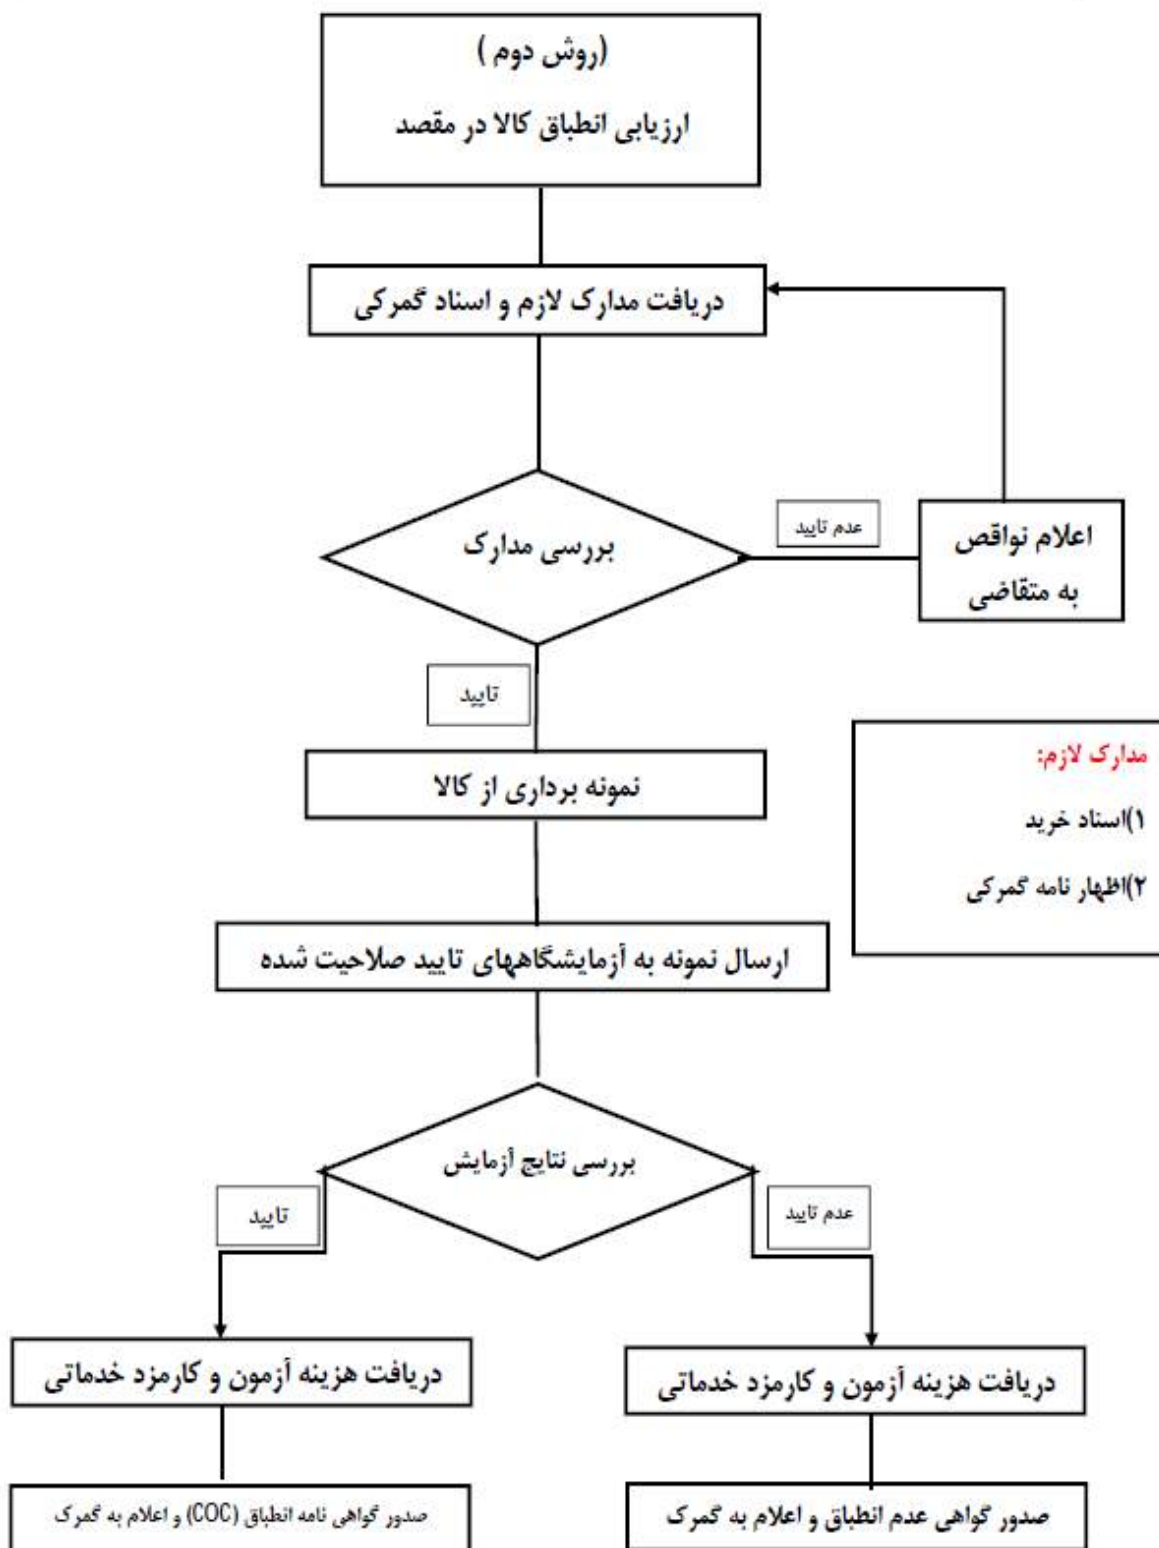 (روش دوم )
ارزیابی انطباق کالا در مقصد
دریافت مدارک لازم و اسناد گمرکی
بررسی مدارک
عدم تایید
اعلام نواقص
به متقاضی
تایید
نمونه برداری از کالا
مدارک لازم:
۱)اسناد خرید
۲)اظهار نامه گمرکی
ارسال نمونه به آزمایشگاههای تایید صلاحیت شده
بررسی نتایج آزمایش
عدم تایید
تایید
دریافت هزینه آزمون و کارمزد خدماتی
دریافت هزینه آزمون و کارمزد خدماتی
صدور گواهی عدم انطباق و اعلام به گمرک
صدور گواهی نامه انطباق (COC) و اعلام به گمرک